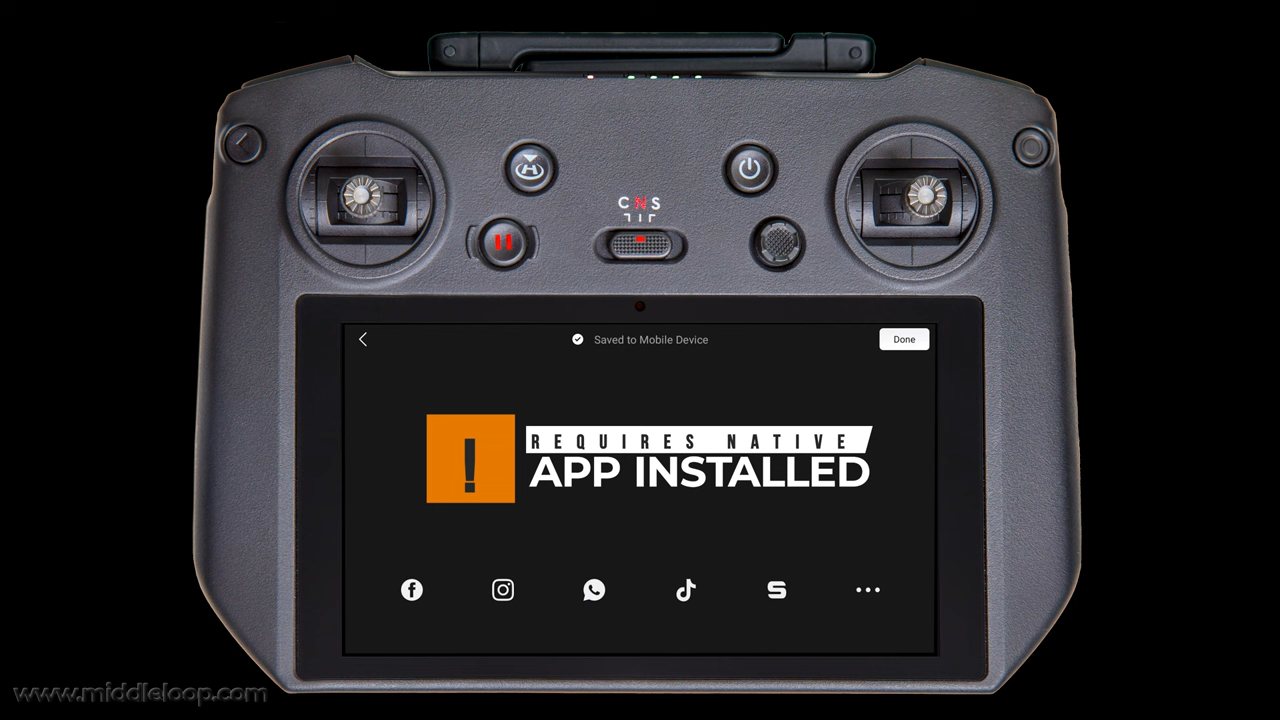 H
C N S
Saved to Mobile Device
Done
!
REQUIRES NATIVE
APP INSTALLED
www.middleloop.com